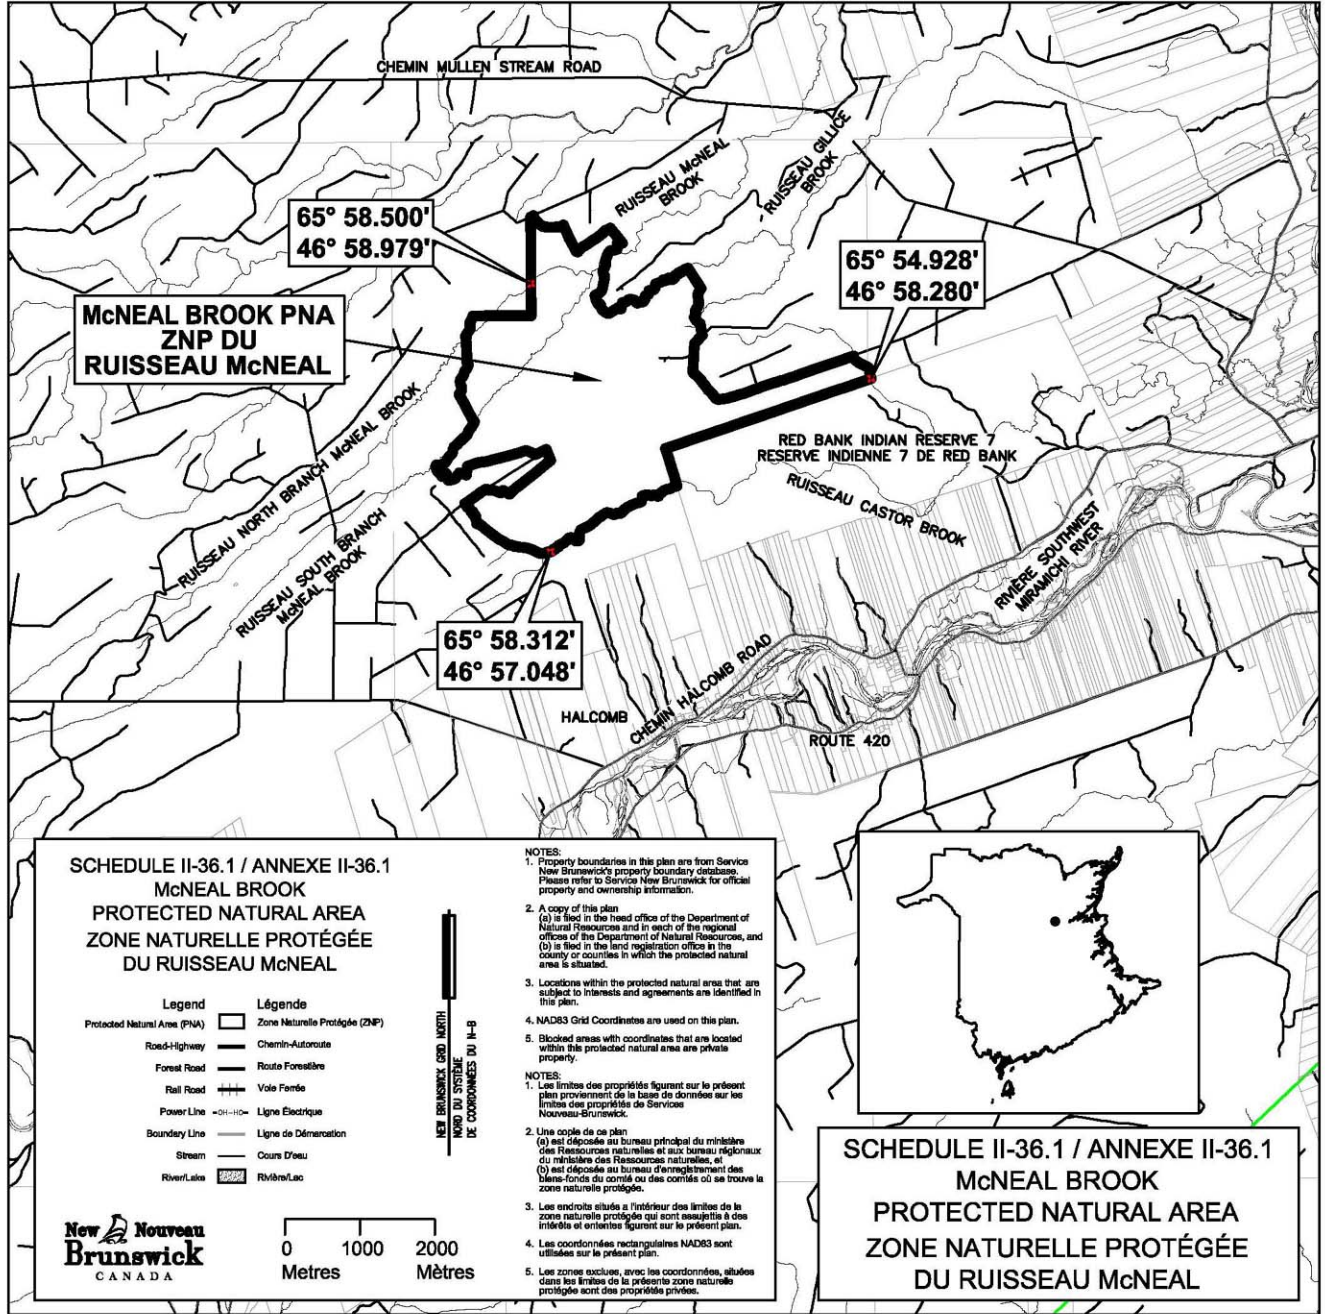 CHEMIN MULLEN STREAM ROAD
RUISSEAU McNEAL
BROOK
RUISSEAU GILLICE
BROOK
65° 58.500'
46° 58.979'
65° 54.928'
46° 58.280'
McNEAL BROOK PNA
ZNP DU
RUISSEAU McNEAL
RUISSEAU NORTH BRANCH McNEAL BROOK
RUISSEAU SOUTH BRANCH
McNEAL BROOK
RED BANK INDIAN RESERVE 7
RESERVE INDIENNE 7 DE RED BANK
RUISSEAU CASTOR BROOK
RIVIÈRE SOUTHWEST
MIRAMICHI RIVER
65° 58.312'
46° 57.048'
HALCOMB
CHEMIN HALCOMB ROAD
ROUTE 420
SCHEDULE II-36.1 / ANNEXE II-36.1
McNEAL BROOK
PROTECTED NATURAL AREA
ZONE NATURELLE PROTÉGÉE
DU RUISSEAU McNEAL
Legend Légende
Protected Natural Area (PNA) Zone Naturelle Protégée (ZNP)
Road-Highway Chemin-Autoroute
Forest Road Route Forestière
Rail Road Voie Ferrée
Power Line OH-HO Ligne Électrique
Boundary Line Ligne de Démarcation
Stream Cours D'eau
River/Lake Rivière/Lac
NEW BRUNSWICK GRID NORTH
NORD DU SYSTÈME
DE COORDONNÉES DU N-B
New Nouveau
Brunswick
CANADA
0 1000 2000
Metres Mètres
NOTES:
1. Property boundaries in this plan are from Service
New Brunswick's property boundary database.
Please refer to Service New Brunswick for official
property and ownership information.
2. A copy of this plan
(a) is filed in the head office of the Department of
Natural Resources and in each of the regional
offices of the Department of Natural Resources, and
(b) is filed in the land registration office in the
county or counties in which the protected natural
area is situated.
3. Locations within the protected natural area that are
subject to interests and agreements are identified in
this plan.
4. NAD83 Grid Coordinates are used on this plan.
5. Blocked areas with coordinates that are located
within this protected natural area are private
property.
NOTES:
1. Les limites des propriétés figurant sur le présent
plan proviennent de la base de données sur les
limites des propriétés de Services
Nouveau-Brunswick.
2. Une copie de ce plan
(a) est déposée au bureau principal du ministère
des Ressources naturelles et aux bureau régionaux
du ministère des Ressources naturelles, et
(b) est déposée au bureau d'enregistrement des
biens-fonds du comté ou des comtés où se trouve la
zone naturelle protégée.
3. Les endroits situés a l'intérieur des limites de la
zone naturelle protégée qui sont assujettis à des
intérêts et ententes figurent sur le présent plan.
4. Les coordonnées rectangulaires NAD83 sont
utilisées sur le présent plan.
5. Les zones exclues, avec les coordonnées, situées
dans les limites de la présente zone naturelle
protégée sont des propriétés privées.
SCHEDULE II-36.1 / ANNEXE II-36.1
McNEAL BROOK
PROTECTED NATURAL AREA
ZONE NATURELLE PROTÉGÉE
DU RUISSEAU McNEAL